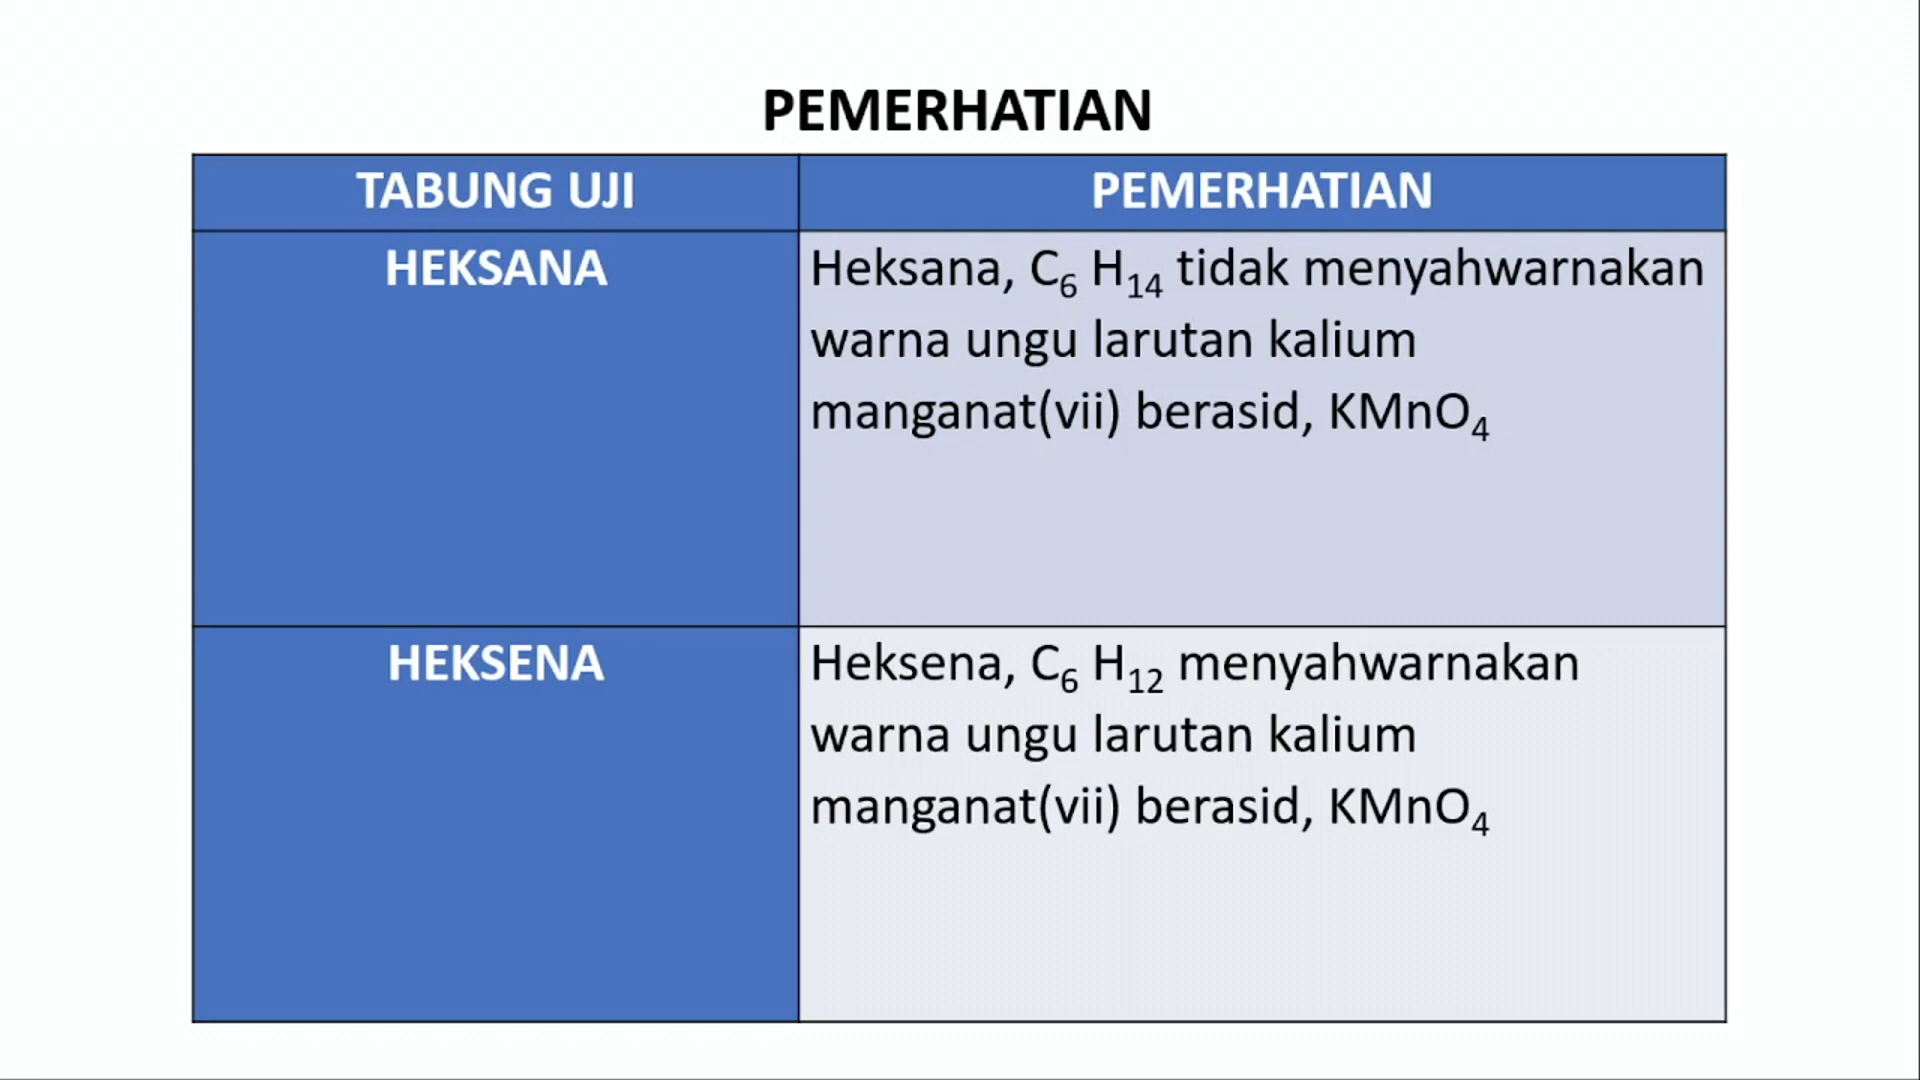 PEMERHATIAN
TABUNG UJI
PEMERHATIAN
HEKSANA
Heksana, C₆ H₁₄ tidak menyahwarnakan
warna ungu larutan kalium
manganat(vii) berasid, KMnO₄
HEKSENA
Heksena, C₆ H₁₂ menyahwarnakan
warna ungu larutan kalium
manganat(vii) berasid, KMnO₄